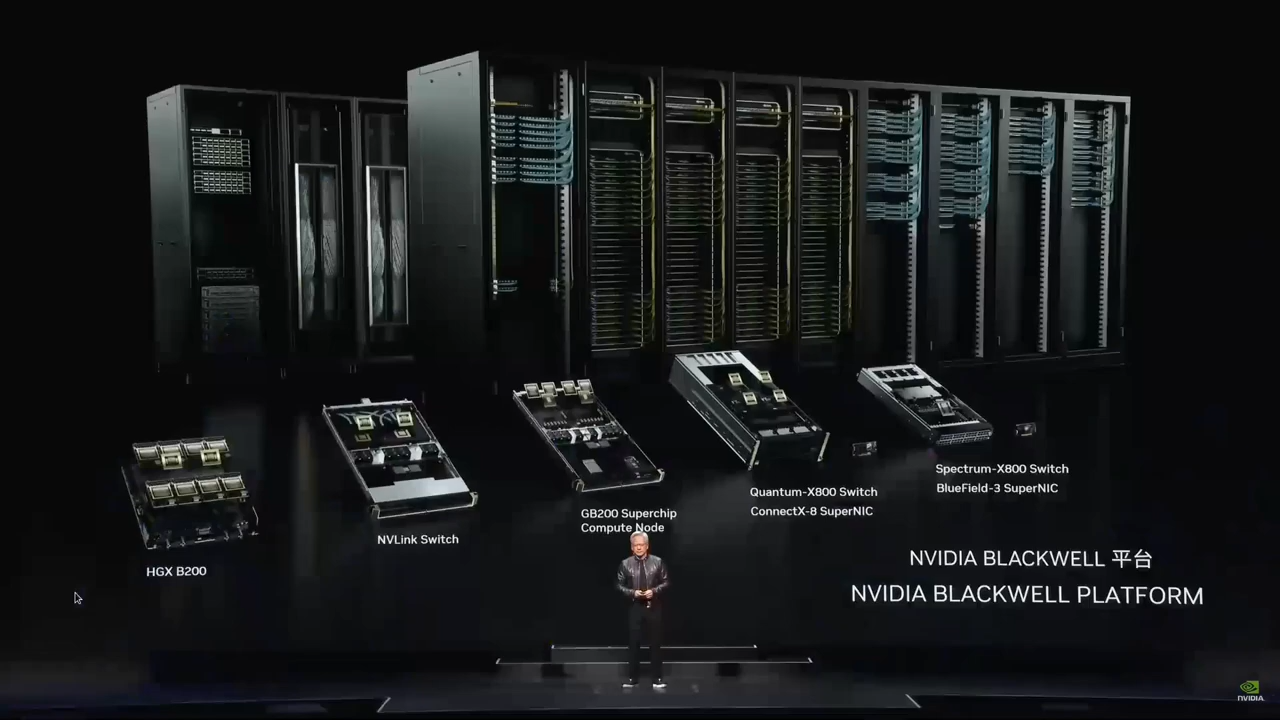 HGX B200
NVLink Switch
GB200 Superchip
Compute Node
Quantum-X800 Switch
ConnectX-8 SuperNIC
Spectrum-X800 Switch
BlueField-3 SuperNIC
NVIDIA BLACKWELL 平台
NVIDIA BLACKWELL PLATFORM
NVIDIA.